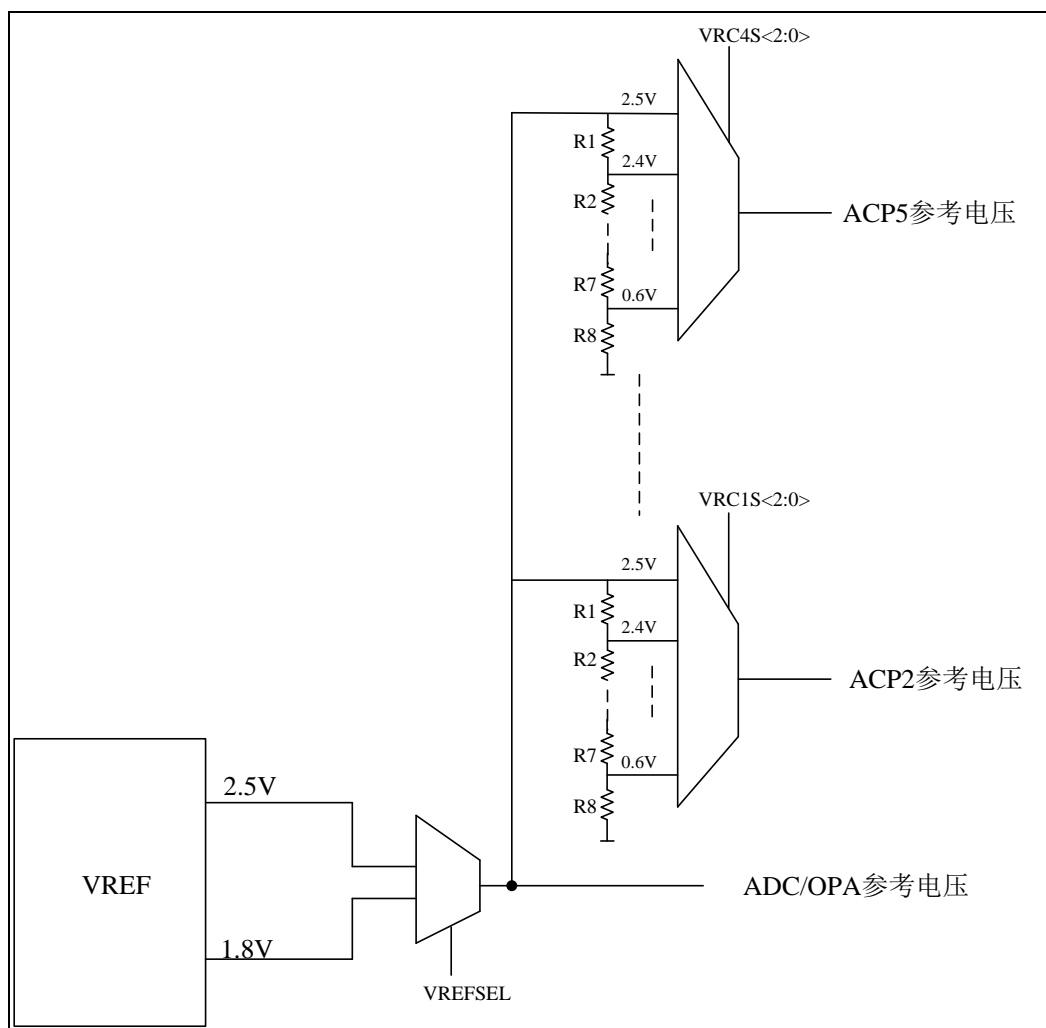 VRC4S<2:0>
2.5V
R1
2.4V
R2
ACP5参考电压
R7
0.6V
R8
VRC1S<2:0>
2.5V
R1
2.4V
R2
ACP2参考电压
R7
0.6V
R8
2.5V
VREF
ADC/OPA参考电压
1.8V
VREFSEL